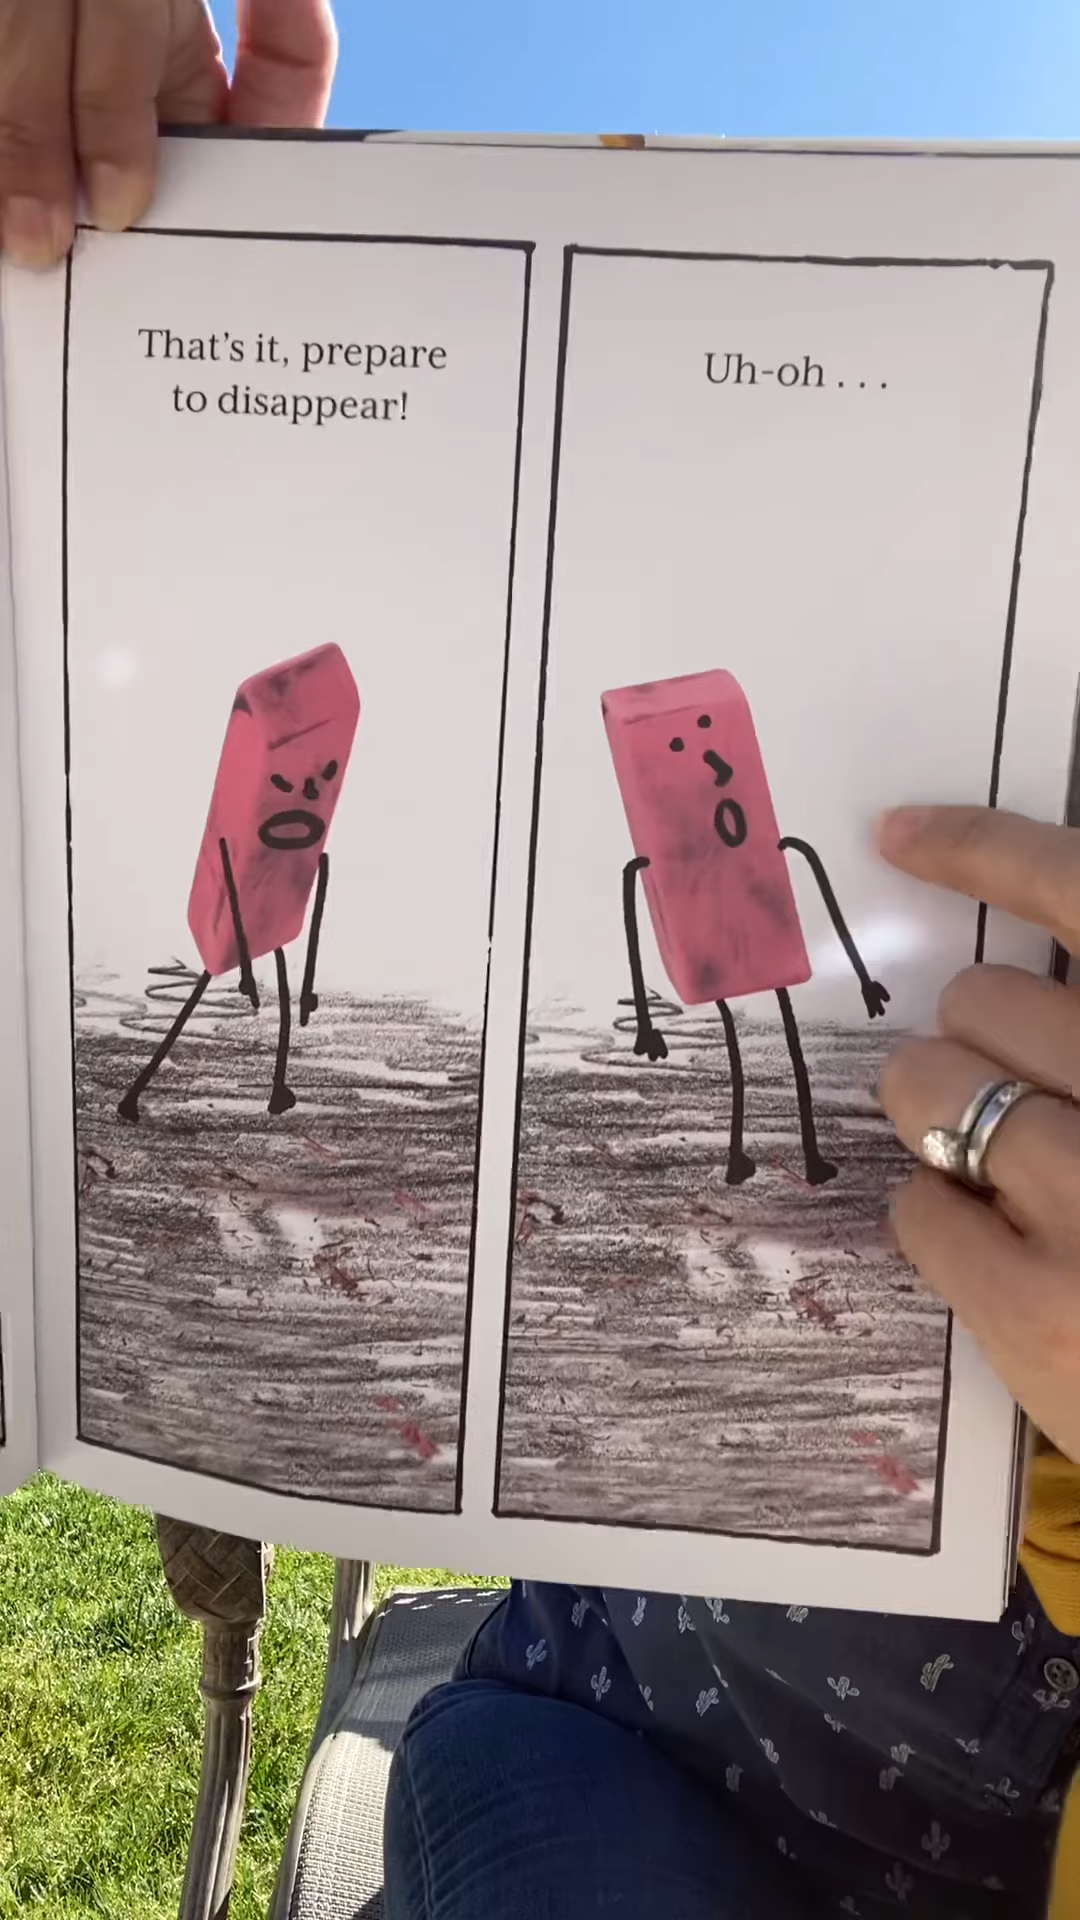 That's it, prepare
to disappear!
Uh-oh . . .